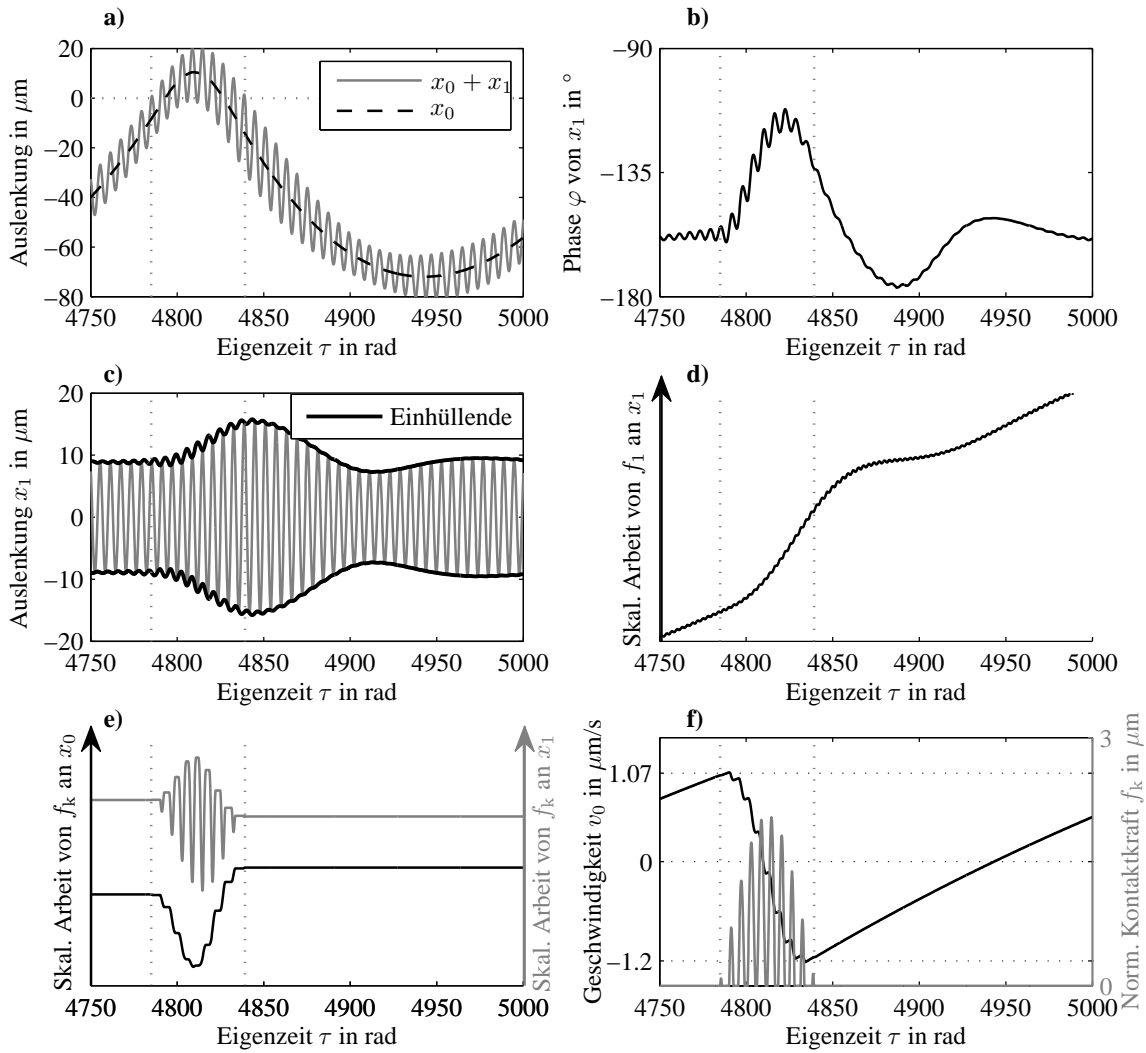 a)
20
0
−20
−40
−60
−80
4750 4800 4850 4900 4950 5000
Auslenkung in μm
Eigenzeit τ in rad
x0 + x1
x0
b)
−90
−135
−180
4750 4800 4850 4900 4950 5000
Phase φ von x1 in °
Eigenzeit τ in rad
c)
20
10
0
−10
−20
4750 4800 4850 4900 4950 5000
Auslenkung x1 in μm
Eigenzeit τ in rad
Einhüllende
d)
4750 4800 4850 4900 4950 5000
Skal. Arbeit von f1 an x1
Eigenzeit τ in rad
e)
4750 4800 4850 4900 4950 5000
Skal. Arbeit von fk an x0
Skal. Arbeit von fk an x1
Eigenzeit τ in rad
f)
1.07
0
−1.2
3
0
4750 4800 4850 4900 4950 5000
Geschwindigkeit v0 in μm/s
Norm. Kontaktkraft fk in μm
Eigenzeit τ in rad